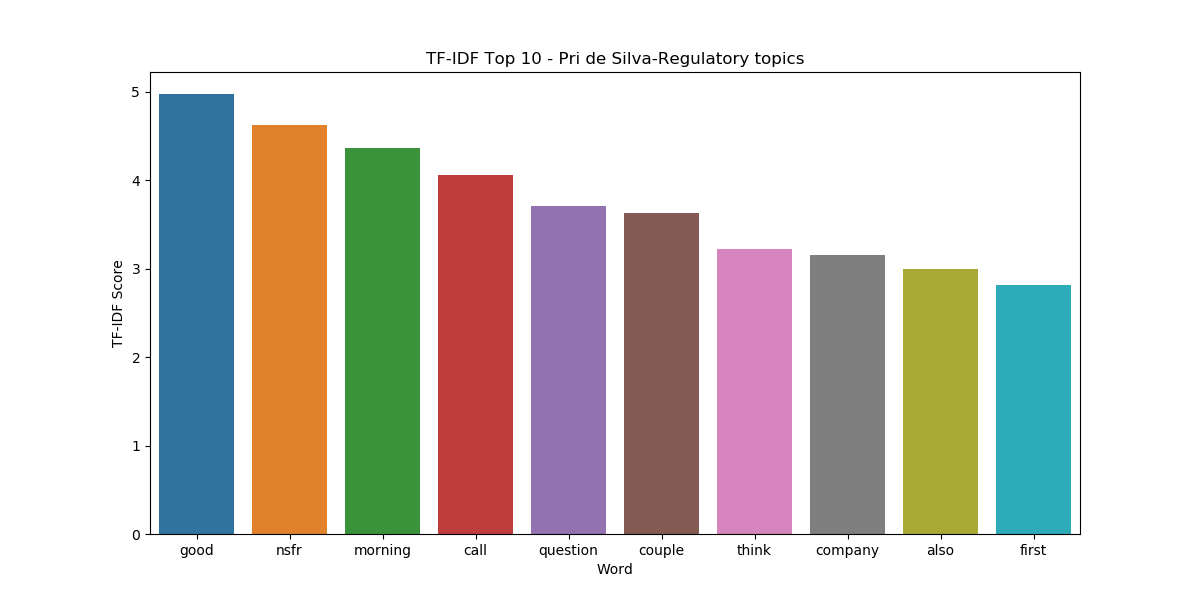 TF-IDF Top 10 - Pri de Silva-Regulatory topics
TF-IDF Score
5
4
3
2
1
0
good nsfr morning call question couple think company also first
Word